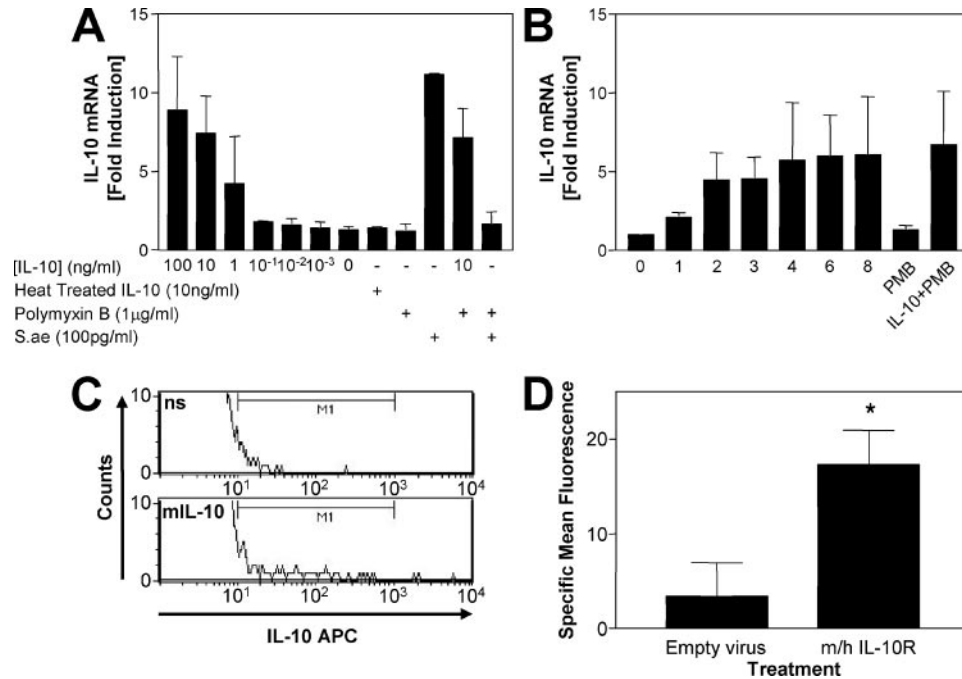 A
IL-10 mRNA
[Fold Induction]
15
10
5
0
[IL-10] (ng/ml) 100 10 1 10⁻¹ 10⁻² 10⁻³ 0 - - - 10 -
Heat Treated IL-10 (10ng/ml) +
Polymyxin B (1µg/ml) + + +
S.ae (100pg/ml) + +
B
IL-10 mRNA
[Fold Induction]
15
10
5
0
0 1 2 3 4 6 8 PMB IL-10+PMB
C
Counts
10
0
ns
M1
10¹ 10² 10³ 10⁴
10
0
mIL-10
M1
10¹ 10² 10³ 10⁴
IL-10 APC
D
Specific Mean Fluorescence
20
10
0
*
Empty virus m/h IL-10R
Treatment